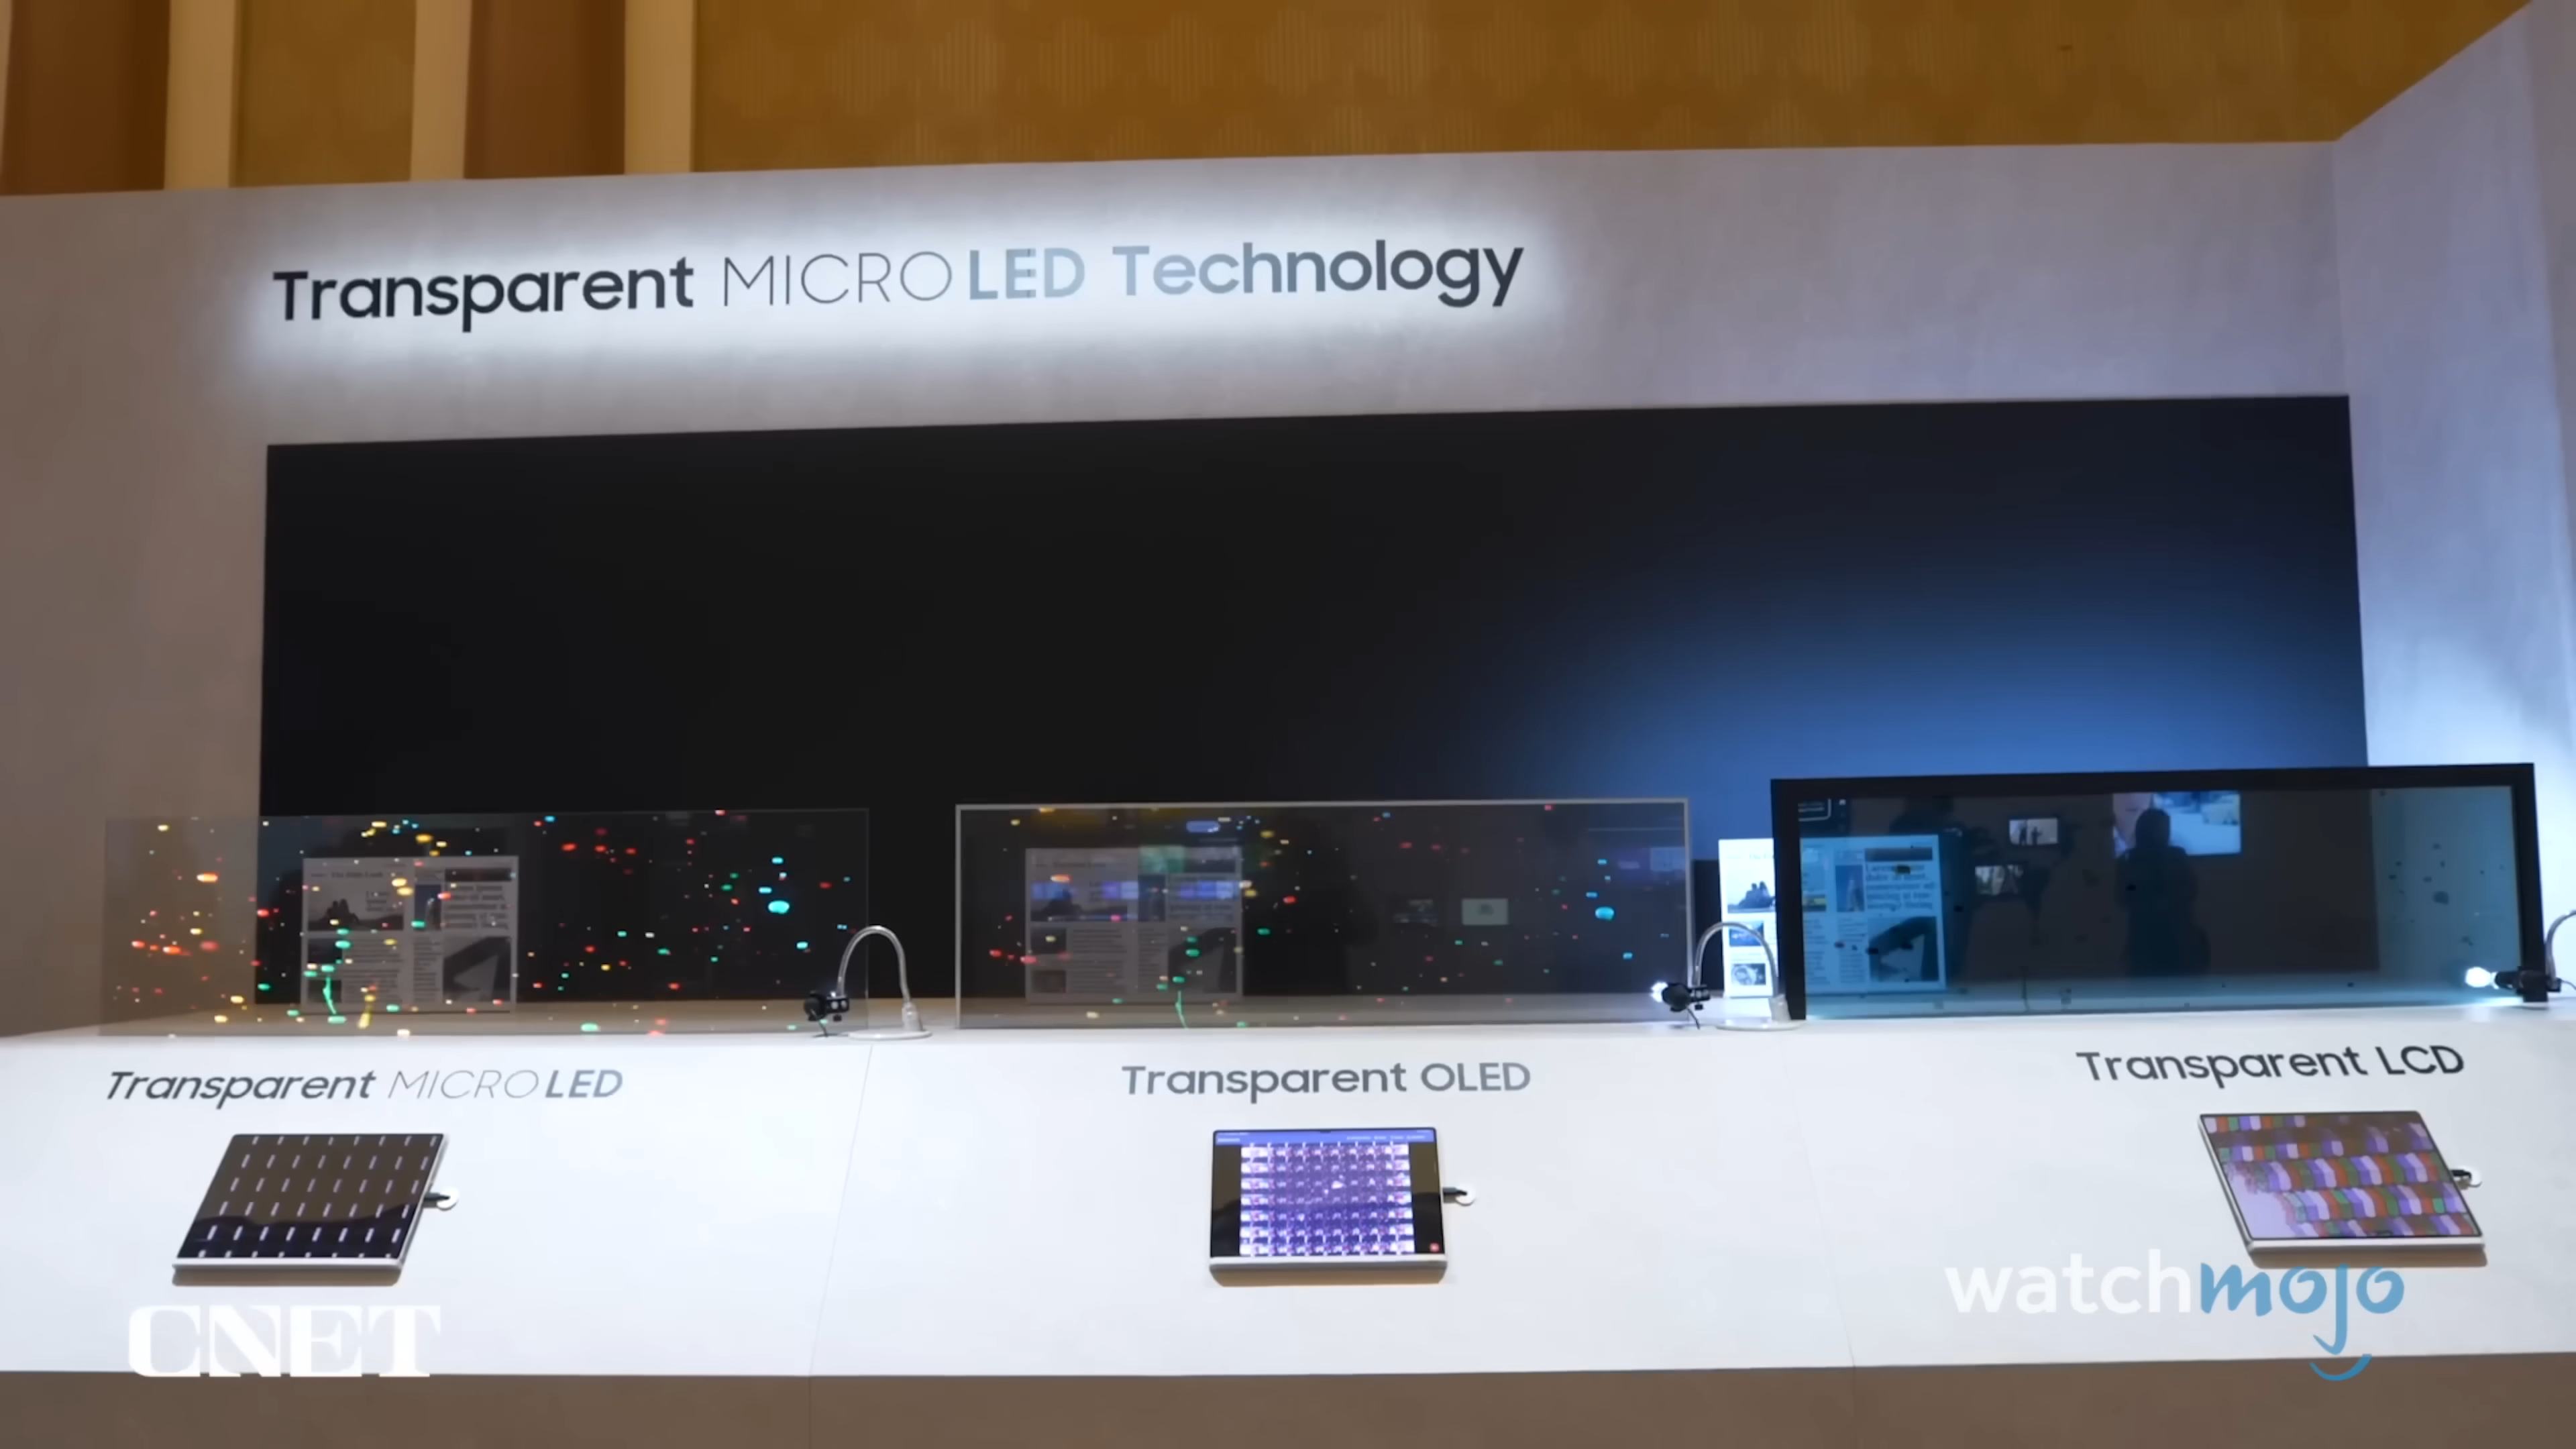 Transparent MICRO LED Technology
Transparent MICRO LED
Transparent OLED
Transparent LCD
CNET
watchmojo